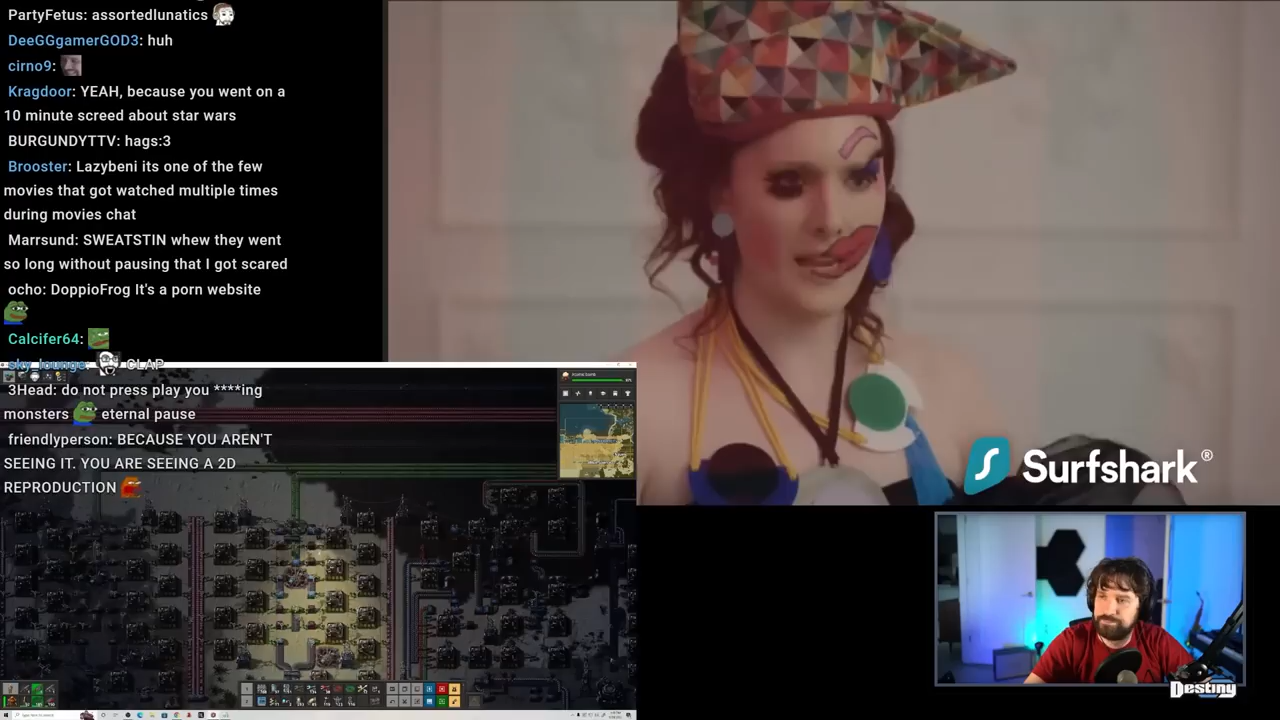 PartyFetus: assortedlunatics
DeeGGgamerGOD3: huh
cirno9:
Kragdoor: YEAH, because you went on a
10 minute screed about star wars
BURGUNDYTTV: hags:3
Brooster: Lazybeni its one of the few
movies that got watched multiple times
during movies chat
Marrsund: SWEATSTIN whew they went
so long without pausing that I got scared
ocho: DoppioFrog It's a porn website
Calcifer64:
sky_lounge: CLAP
3Head: do not press play you ****ing
monsters eternal pause
friendlyperson: BECAUSE YOU AREN'T
SEEING IT. YOU ARE SEEING A 2D
REPRODUCTION
Surfshark®
Destiny